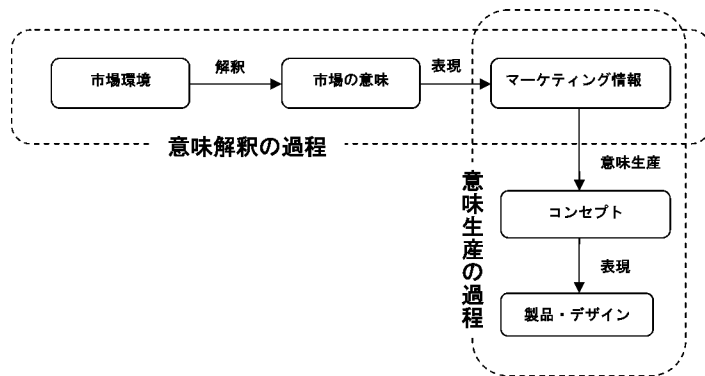 市場環境
解釈
市場の意味
表現
マーケティング情報
意味解釈の過程
意味生産
意味生産の過程
コンセプト
表現
製品・デザイン